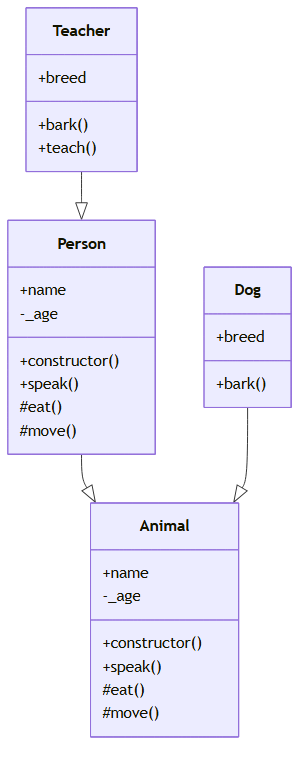 Teacher
+breed
+bark()
+teach()
Person
+name
-_age
+constructor()
+speak()
#eat()
#move()
Dog
+breed
+bark()
Animal
+name
-_age
+constructor()
+speak()
#eat()
#move()